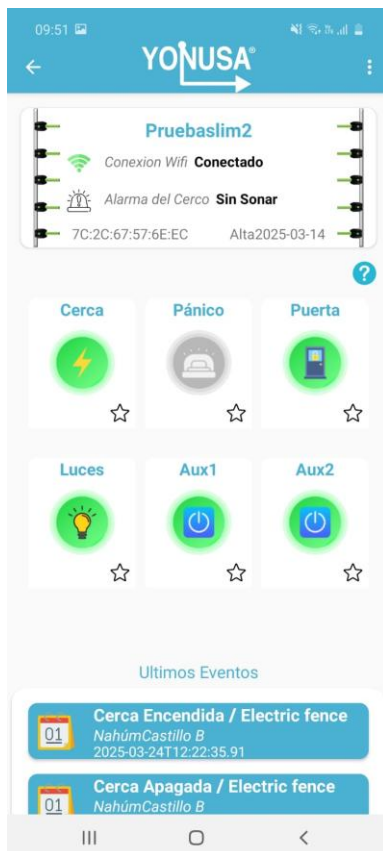 09:51
YONUSA®
Pruebaslim2
Conexion Wifi Conectado
Alarma del Cerco Sin Sonar
7C:2C:67:57:6E:EC Alta2025-03-14
?
Cerca Pánico Puerta
Luces Aux1 Aux2
Ultimos Eventos
Cerca Encendida / Electric fence
01 NahúmCastillo B
2025-03-24T12:22:35.91
Cerca Apagada / Electric fence
01 NahúmCastillo B